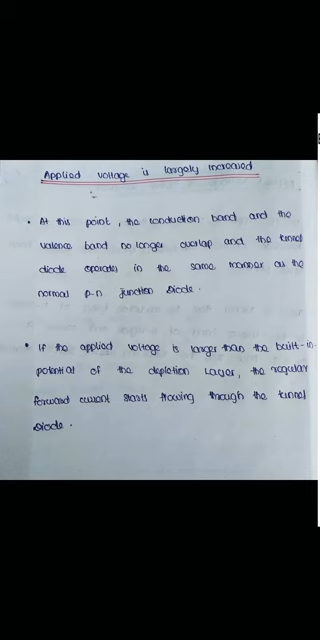 Applied voltage is largely increased
:-
• At this point, the conduction band and the
valence band no longer overlap and the tunnel
diode operates in the same manner as the
normal p-n junction diode.
• If the applied voltage is larger than the built-in-
potential of the depletion layer, the regular
forward current starts flowing through the tunnel
diode.